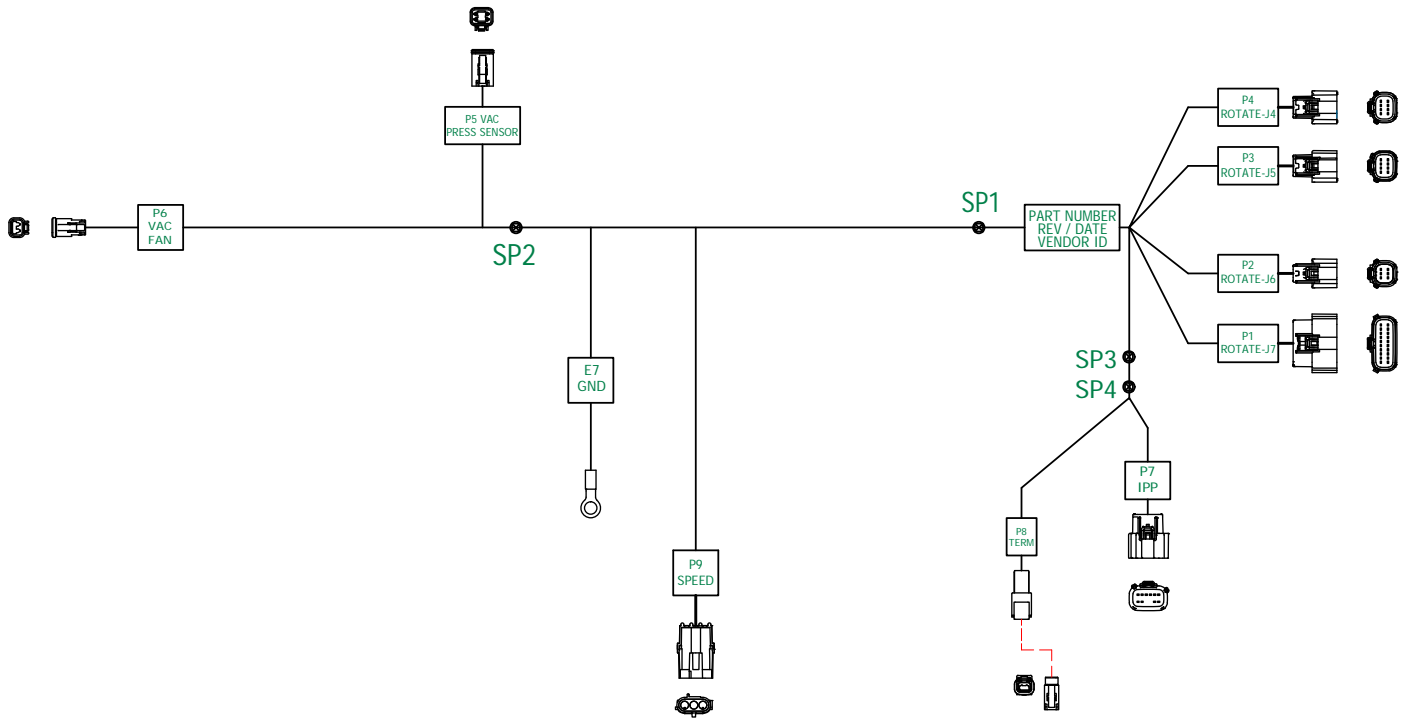 P5 VAC
PRESS SENSOR
P4
ROTATE-J4
P3
ROTATE-J5
SP1
PART NUMBER
REV / DATE
VENDOR ID
P6
VAC
FAN
SP2
P2
ROTATE-J6
P1
ROTATE-J7
SP3
SP4
E7
GND
P7
IPP
P8
TERM
P9
SPEED